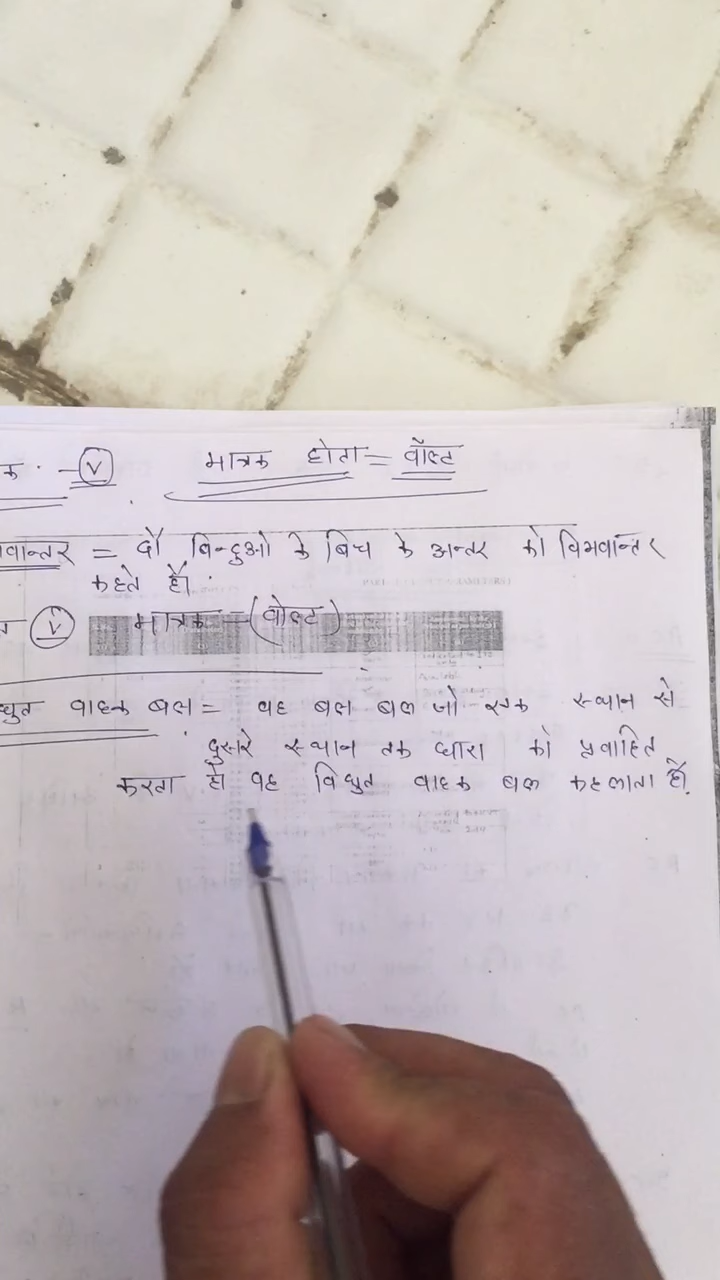 क - V मात्रक होता = वॉल्ट
वान्तर = दो बिन्दुओ के बिच के अन्तर को विभवान्तर
कहते हैं।
V मात्रक - (वोल्ट)
द्युत वाहक बल = वह बल बल जो एक स्थान से
दुसरे स्थान तक धारा को प्रवाहित
करता हो वह विद्युत वाहक बल कहलाता हैं.